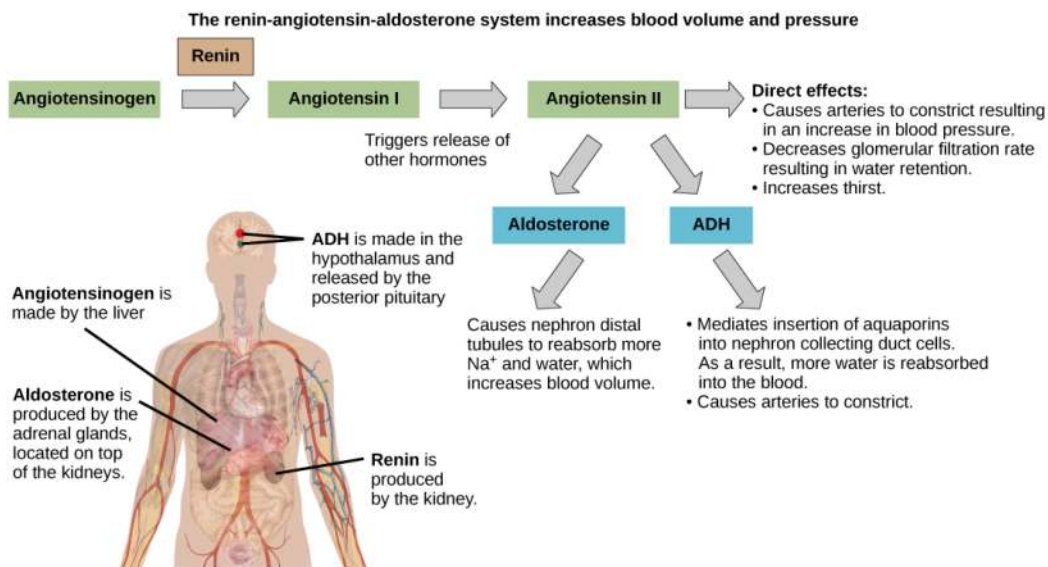 The renin-angiotensin-aldosterone system increases blood volume and pressure
Renin
Angiotensinogen
Angiotensin I
Angiotensin II
Direct effects:
• Causes arteries to constrict resulting
in an increase in blood pressure.
• Decreases glomerular filtration rate
resulting in water retention.
• Increases thirst.
Triggers release of
other hormones
Aldosterone
ADH
ADH is made in the
hypothalamus and
released by the
posterior pituitary
Angiotensinogen is
made by the liver
Aldosterone is
produced by the
adrenal glands,
located on top
of the kidneys.
Renin is
produced
by the kidney.
Causes nephron distal
tubules to reabsorb more
Na⁺ and water, which
increases blood volume.
• Mediates insertion of aquaporins
into nephron collecting duct cells.
As a result, more water is reabsorbed
into the blood.
• Causes arteries to constrict.